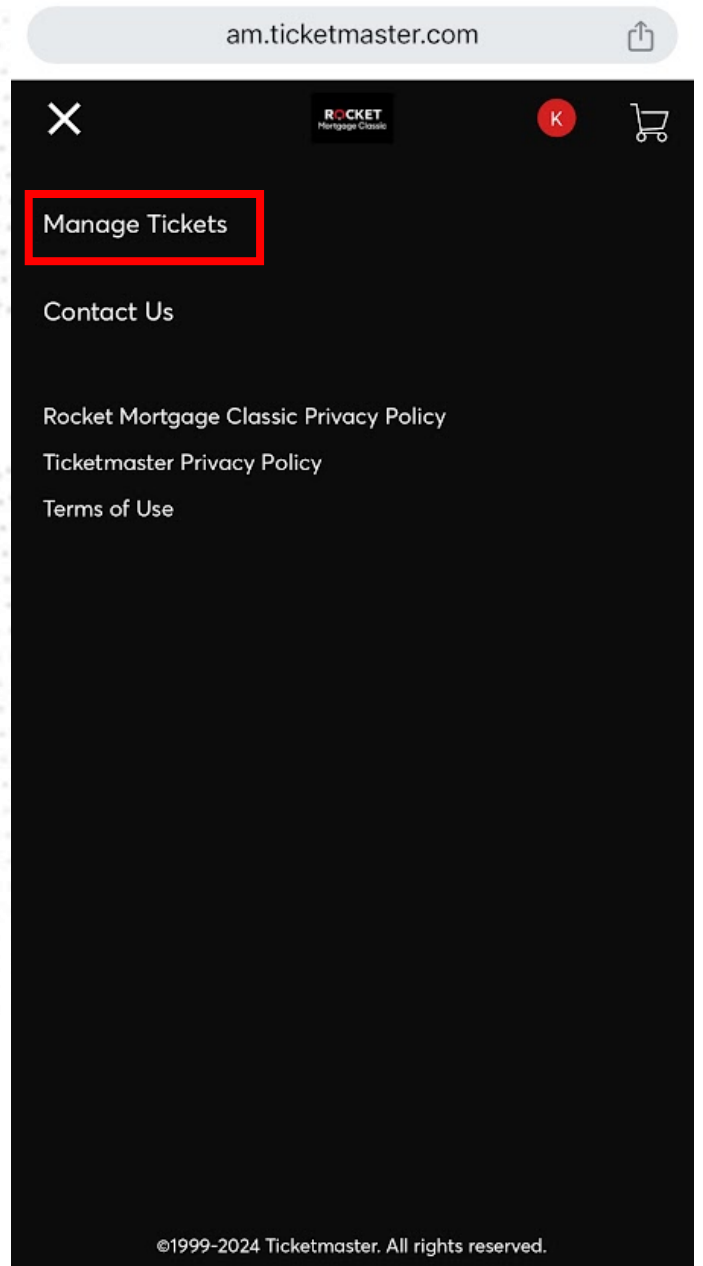 am.ticketmaster.com
ROCKET
Mortgage Classic
K
Manage Tickets
Contact Us
Rocket Mortgage Classic Privacy Policy
Ticketmaster Privacy Policy
Terms of Use
©1999-2024 Ticketmaster. All rights reserved.